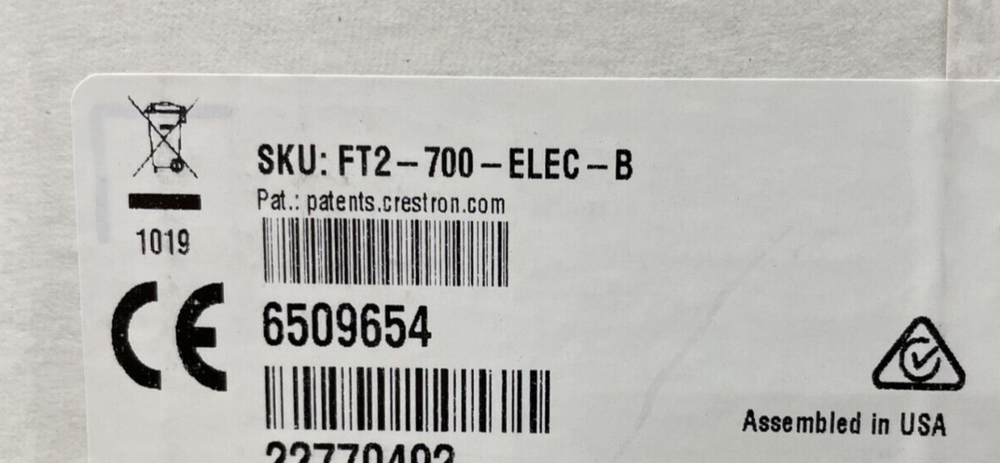 SKU: FT2-700-ELEC-B
Pat.: patents.crestron.com
1019
CE
6509654
Assembled in USA